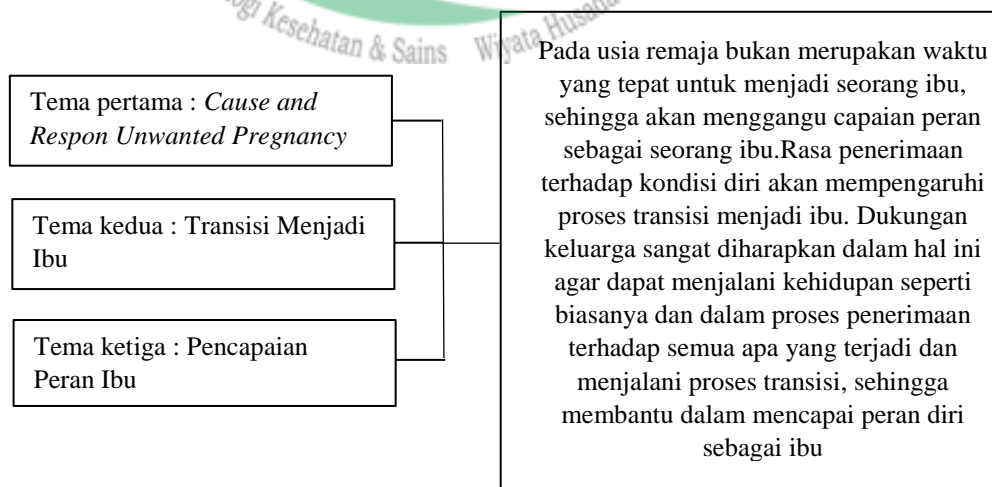 ogi Kesehatan & Sains Wiyata Husada
Tema pertama : Cause and
Respon Unwanted Pregnancy
Tema kedua : Transisi Menjadi
Ibu
Tema ketiga : Pencapaian
Peran Ibu
Pada usia remaja bukan merupakan waktu
yang tepat untuk menjadi seorang ibu,
sehingga akan menggangu capaian peran
sebagai seorang ibu.Rasa penerimaan
terhadap kondisi diri akan mempengaruhi
proses transisi menjadi ibu. Dukungan
keluarga sangat diharapkan dalam hal ini
agar dapat menjalani kehidupan seperti
biasanya dan dalam proses penerimaan
terhadap semua apa yang terjadi dan
menjalani proses transisi, sehingga
membantu dalam mencapai peran diri
sebagai ibu